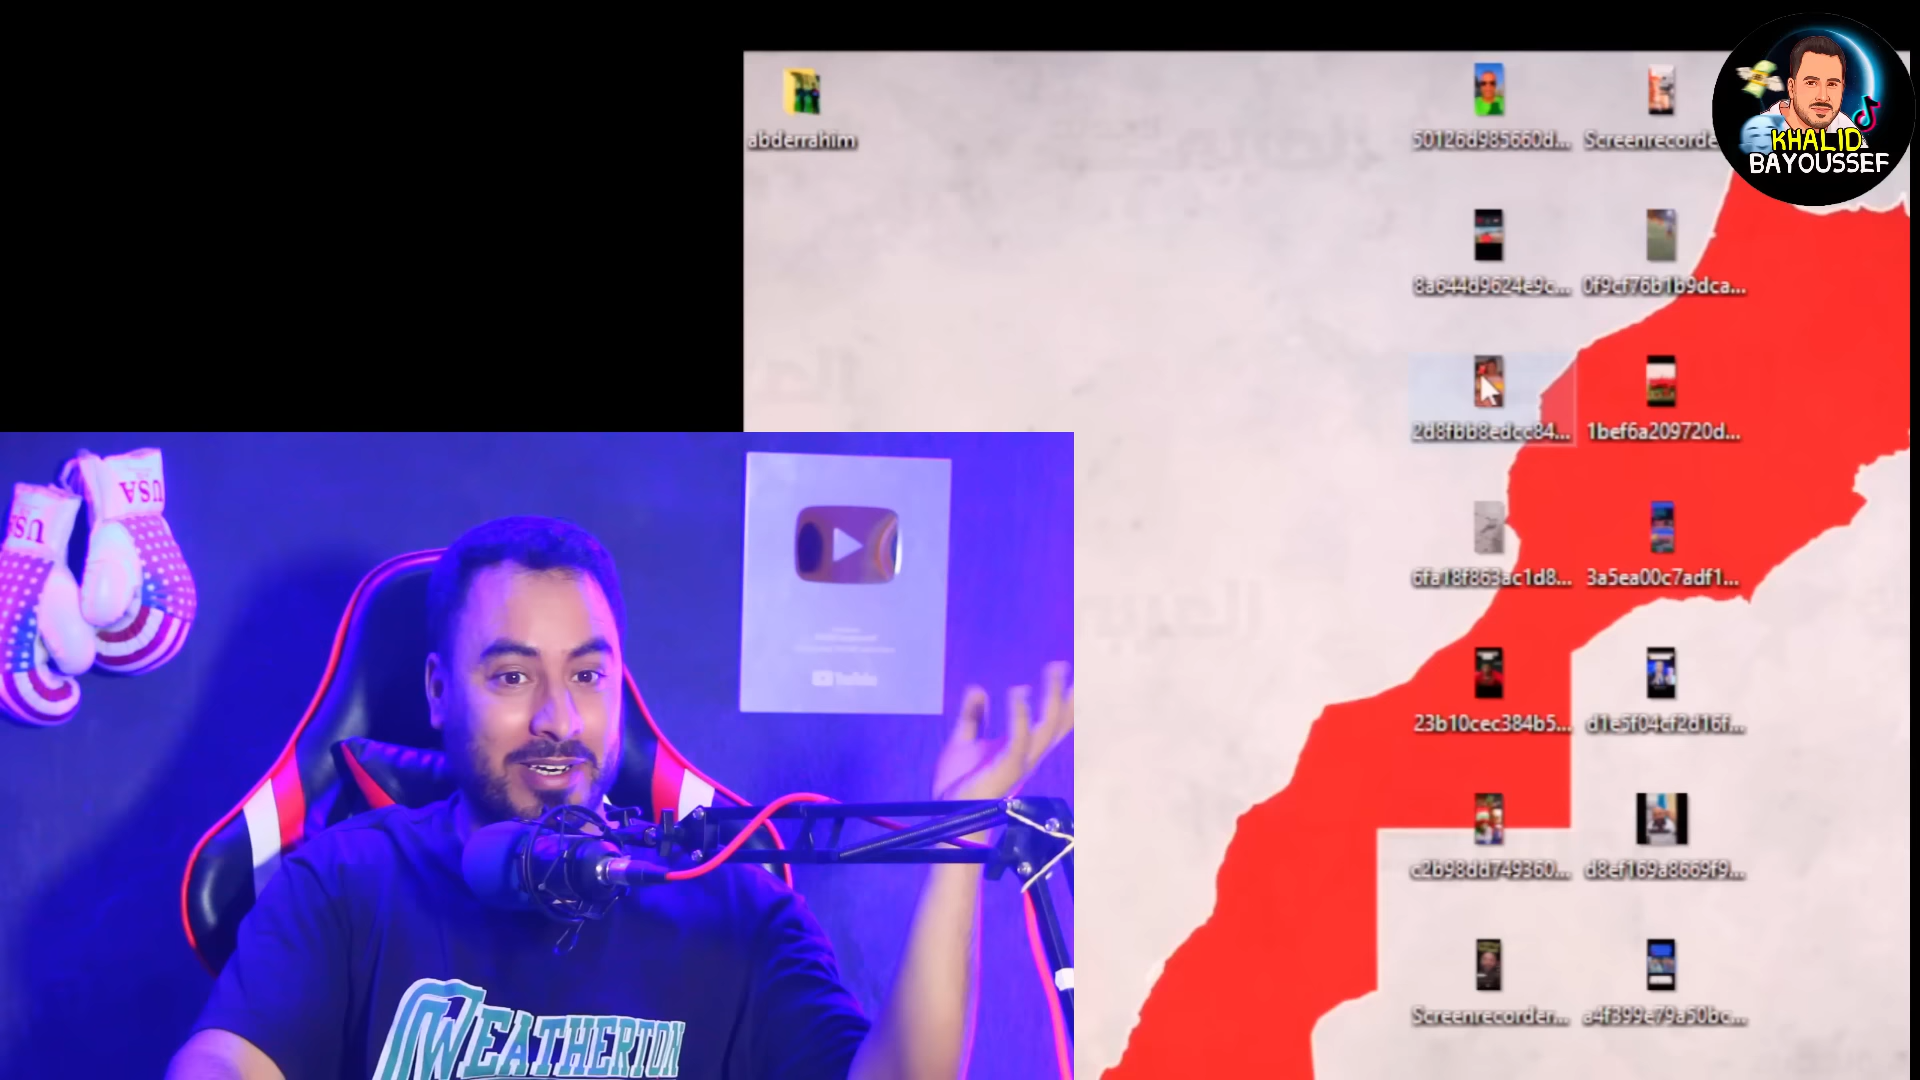 abderrahim
50126d985660d...
Screenrecorde
KHALID
BAYOUSSEF
8a644d9624e9c...
0f9cf76b1b9dca...
2d8fbb8edcc84...
1bef6a209720d...
6fa18f863ac1d8...
3a5ea00c7adf1...
23b10cec384b5...
d1e5f04cf2d16f...
c2b98dd749360...
d8ef169a8669f9...
Screenrecorder...
a4f399e79a50bc...
USA
USA
YouTube
WEATHERTON